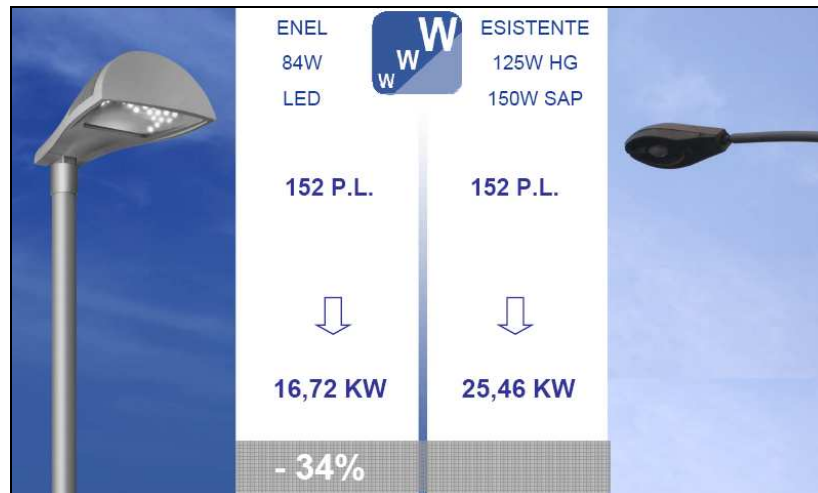 ENEL
84W
LED
W W W
ESISTENTE
125W HG
150W SAP
152 P.L.
152 P.L.
16,72 KW
25,46 KW
- 34%